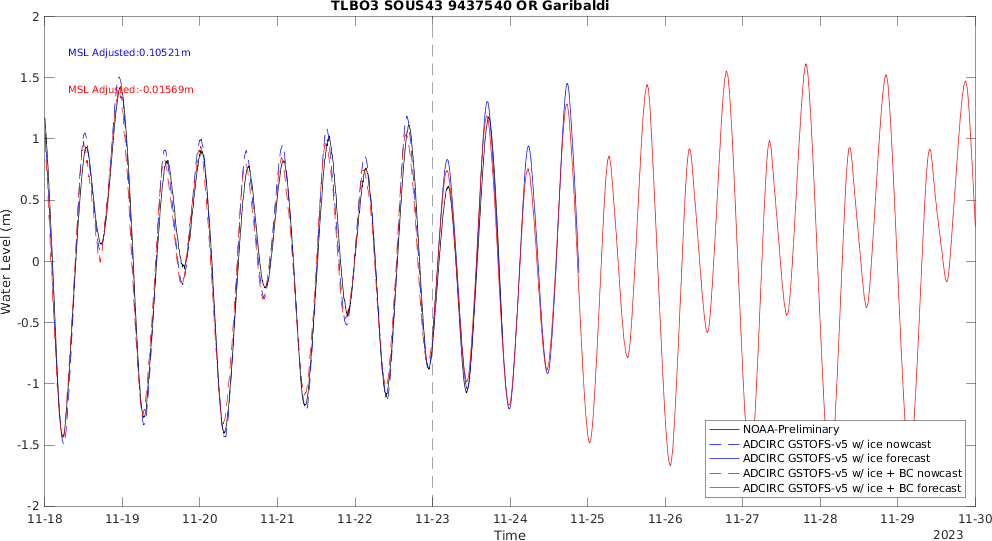 TLBO3 SOUS43 9437540 OR Garibaldi
MSL Adjusted:0.10521m
MSL Adjusted:-0.01569m
Water Level (m)
2
1.5
1
0.5
0
-0.5
-1
-1.5
-2
NOAA-Preliminary
ADCIRC GSTOFS-v5 w/ ice nowcast
ADCIRC GSTOFS-v5 w/ ice forecast
ADCIRC GSTOFS-v5 w/ ice + BC nowcast
ADCIRC GSTOFS-v5 w/ ice + BC forecast
11-18 11-19 11-20 11-21 11-22 11-23 11-24 11-25 11-26 11-27 11-28 11-29 11-30
Time
2023